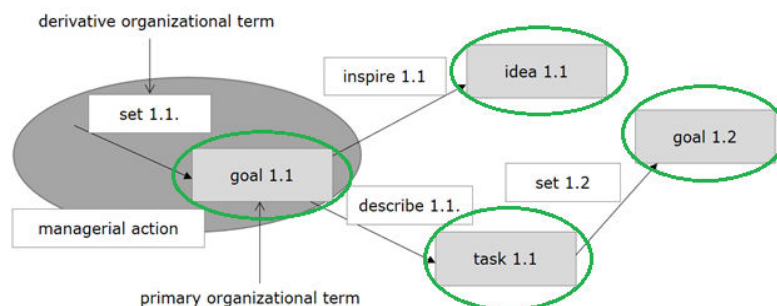 derivative organizational term
set 1.1.
inspire 1.1
idea 1.1
goal 1.2
goal 1.1
set 1.2
describe 1.1.
managerial action
task 1.1
primary organizational term